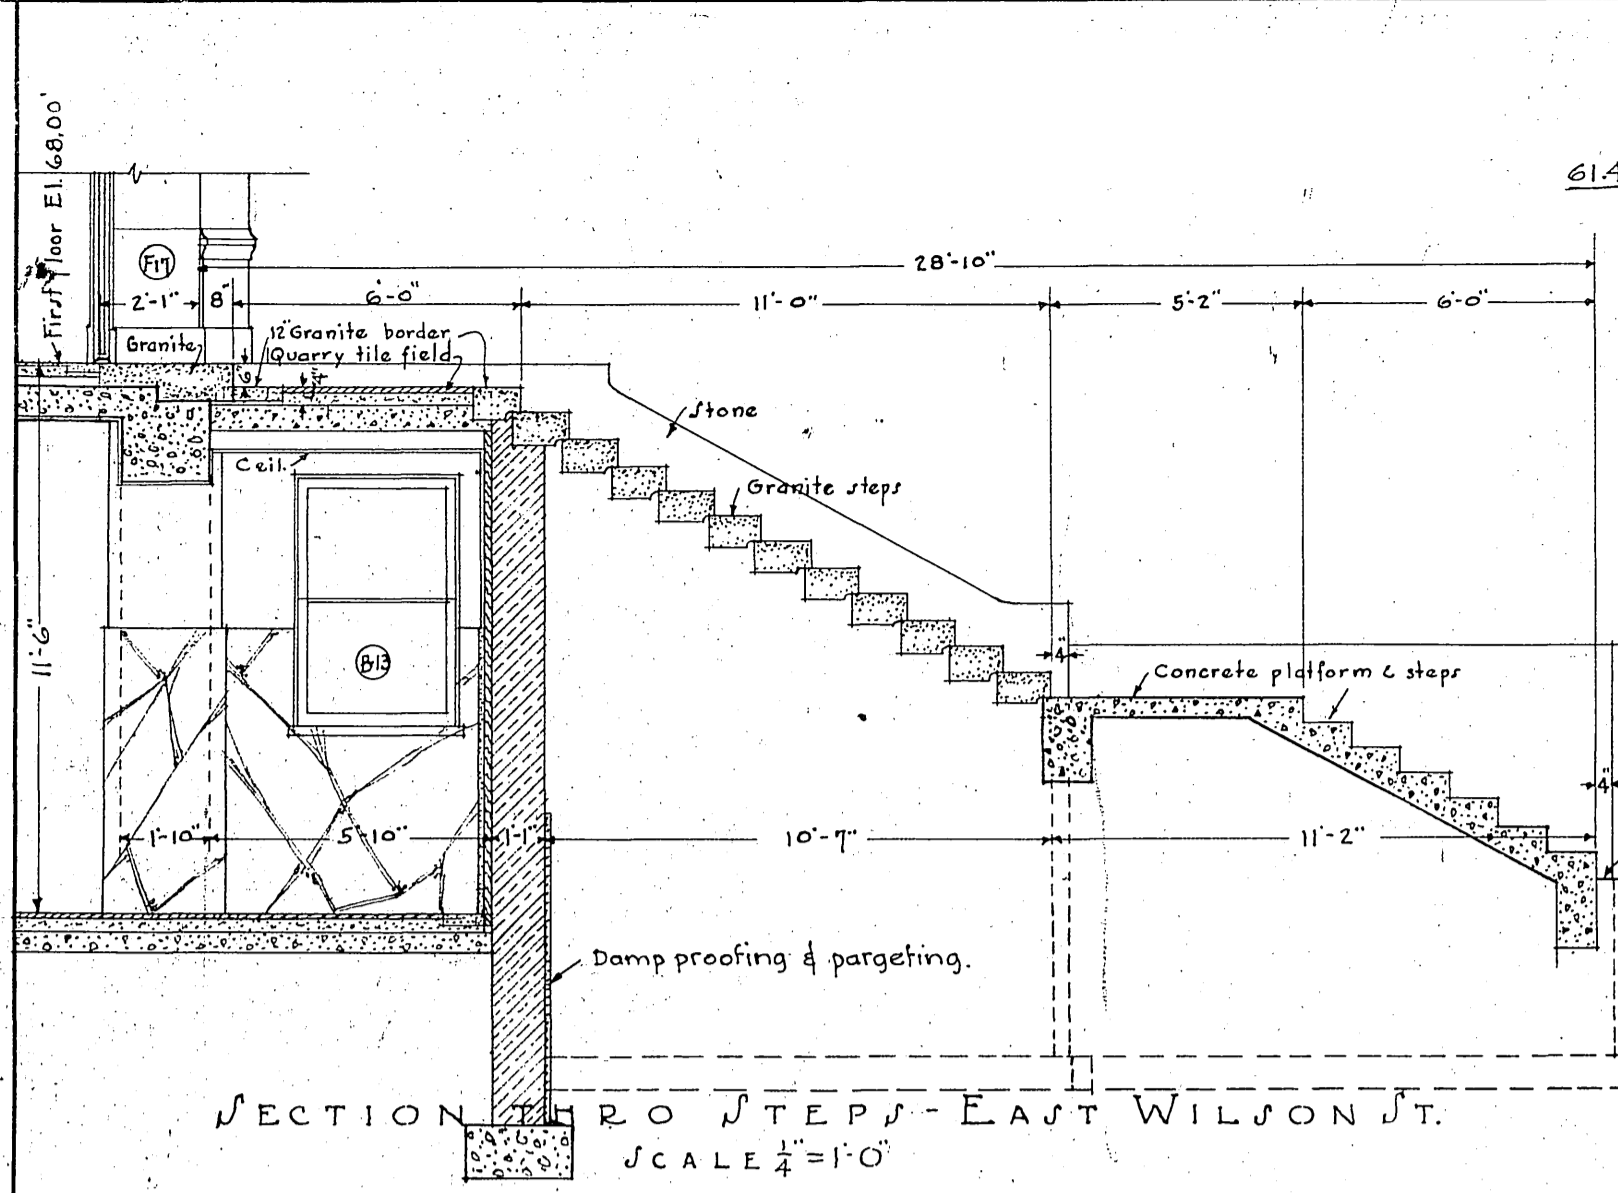 First floor El. 68.00'
61.4
F17
28'-10"
2'-1"
8"
6'-0"
11'-0"
5'-2"
6'-0"
Granite
12" Granite border
Quarry tile field
6"
Stone
Ceil.
Granite steps
11'-6"
B-13
4"
Concrete platform & steps
4"
1'-10"
5'-10"
1'-1"
10'-7"
11'-2"
Damp proofing & pargeting.
SECTION THRO STEPS - EAST WILSON ST.
SCALE 1/4" = 1'-0"